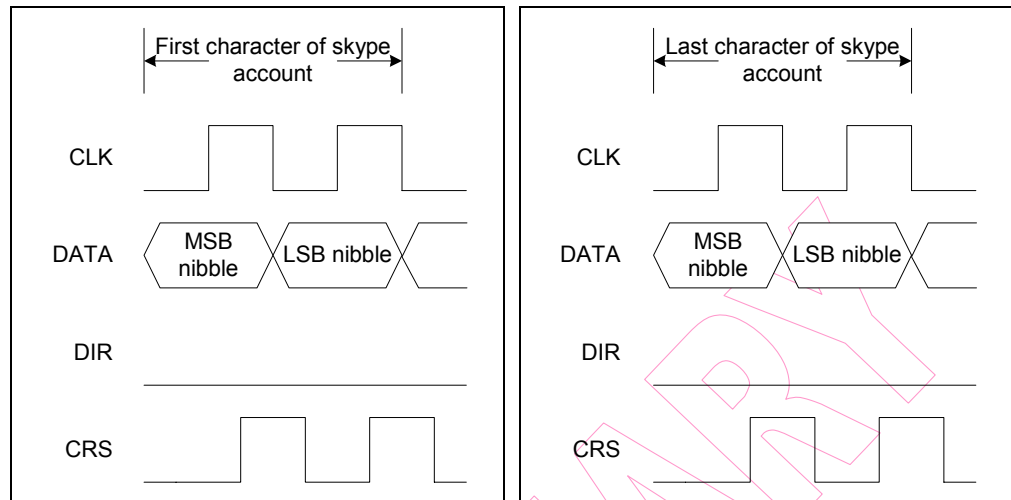 First character of skype
account
CLK
DATA
MSB
nibble
LSB nibble
DIR
CRS
Last character of skype
account
CLK
DATA
MSB
nibble
LSB nibble
DIR
CRS